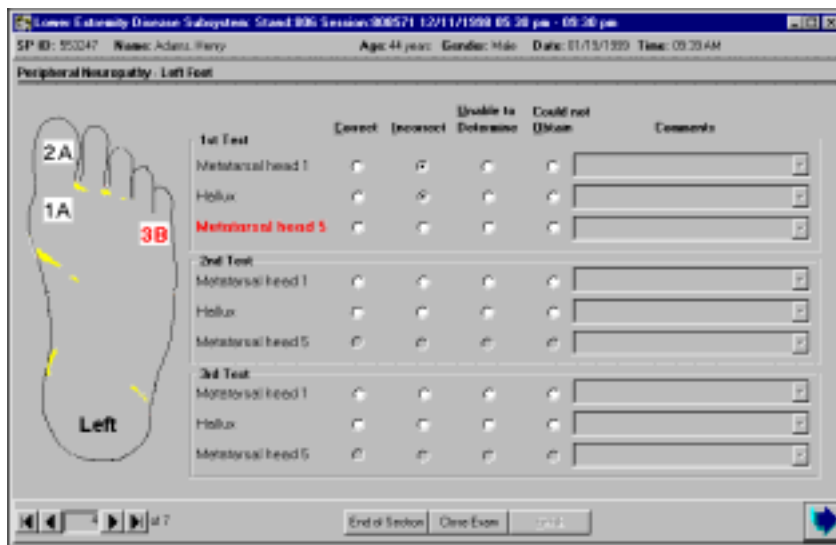 Lower Extremity Disease Subsystem: Stand 806 Session:808571 12/11/1998 05:30 pm - 09:30 pm
SP ID: 550247 Name: Adams, Henry Age: 44 years Gender: Male Date: 01/15/1999 Time: 09:39 AM
Peripheral Neuropathy - Left Foot
Correct Incorrect Unable to Determine Could not Obtain Comments
1st Test
2A
Metatarsal head 1
Hallux
1A
Metatarsal head 5
3B
2nd Test
Metatarsal head 1
Hallux
Metatarsal head 5
3rd Test
Metatarsal head 1
Hallux
Left
Metatarsal head 5
4 of 7 End of Section Close Exam